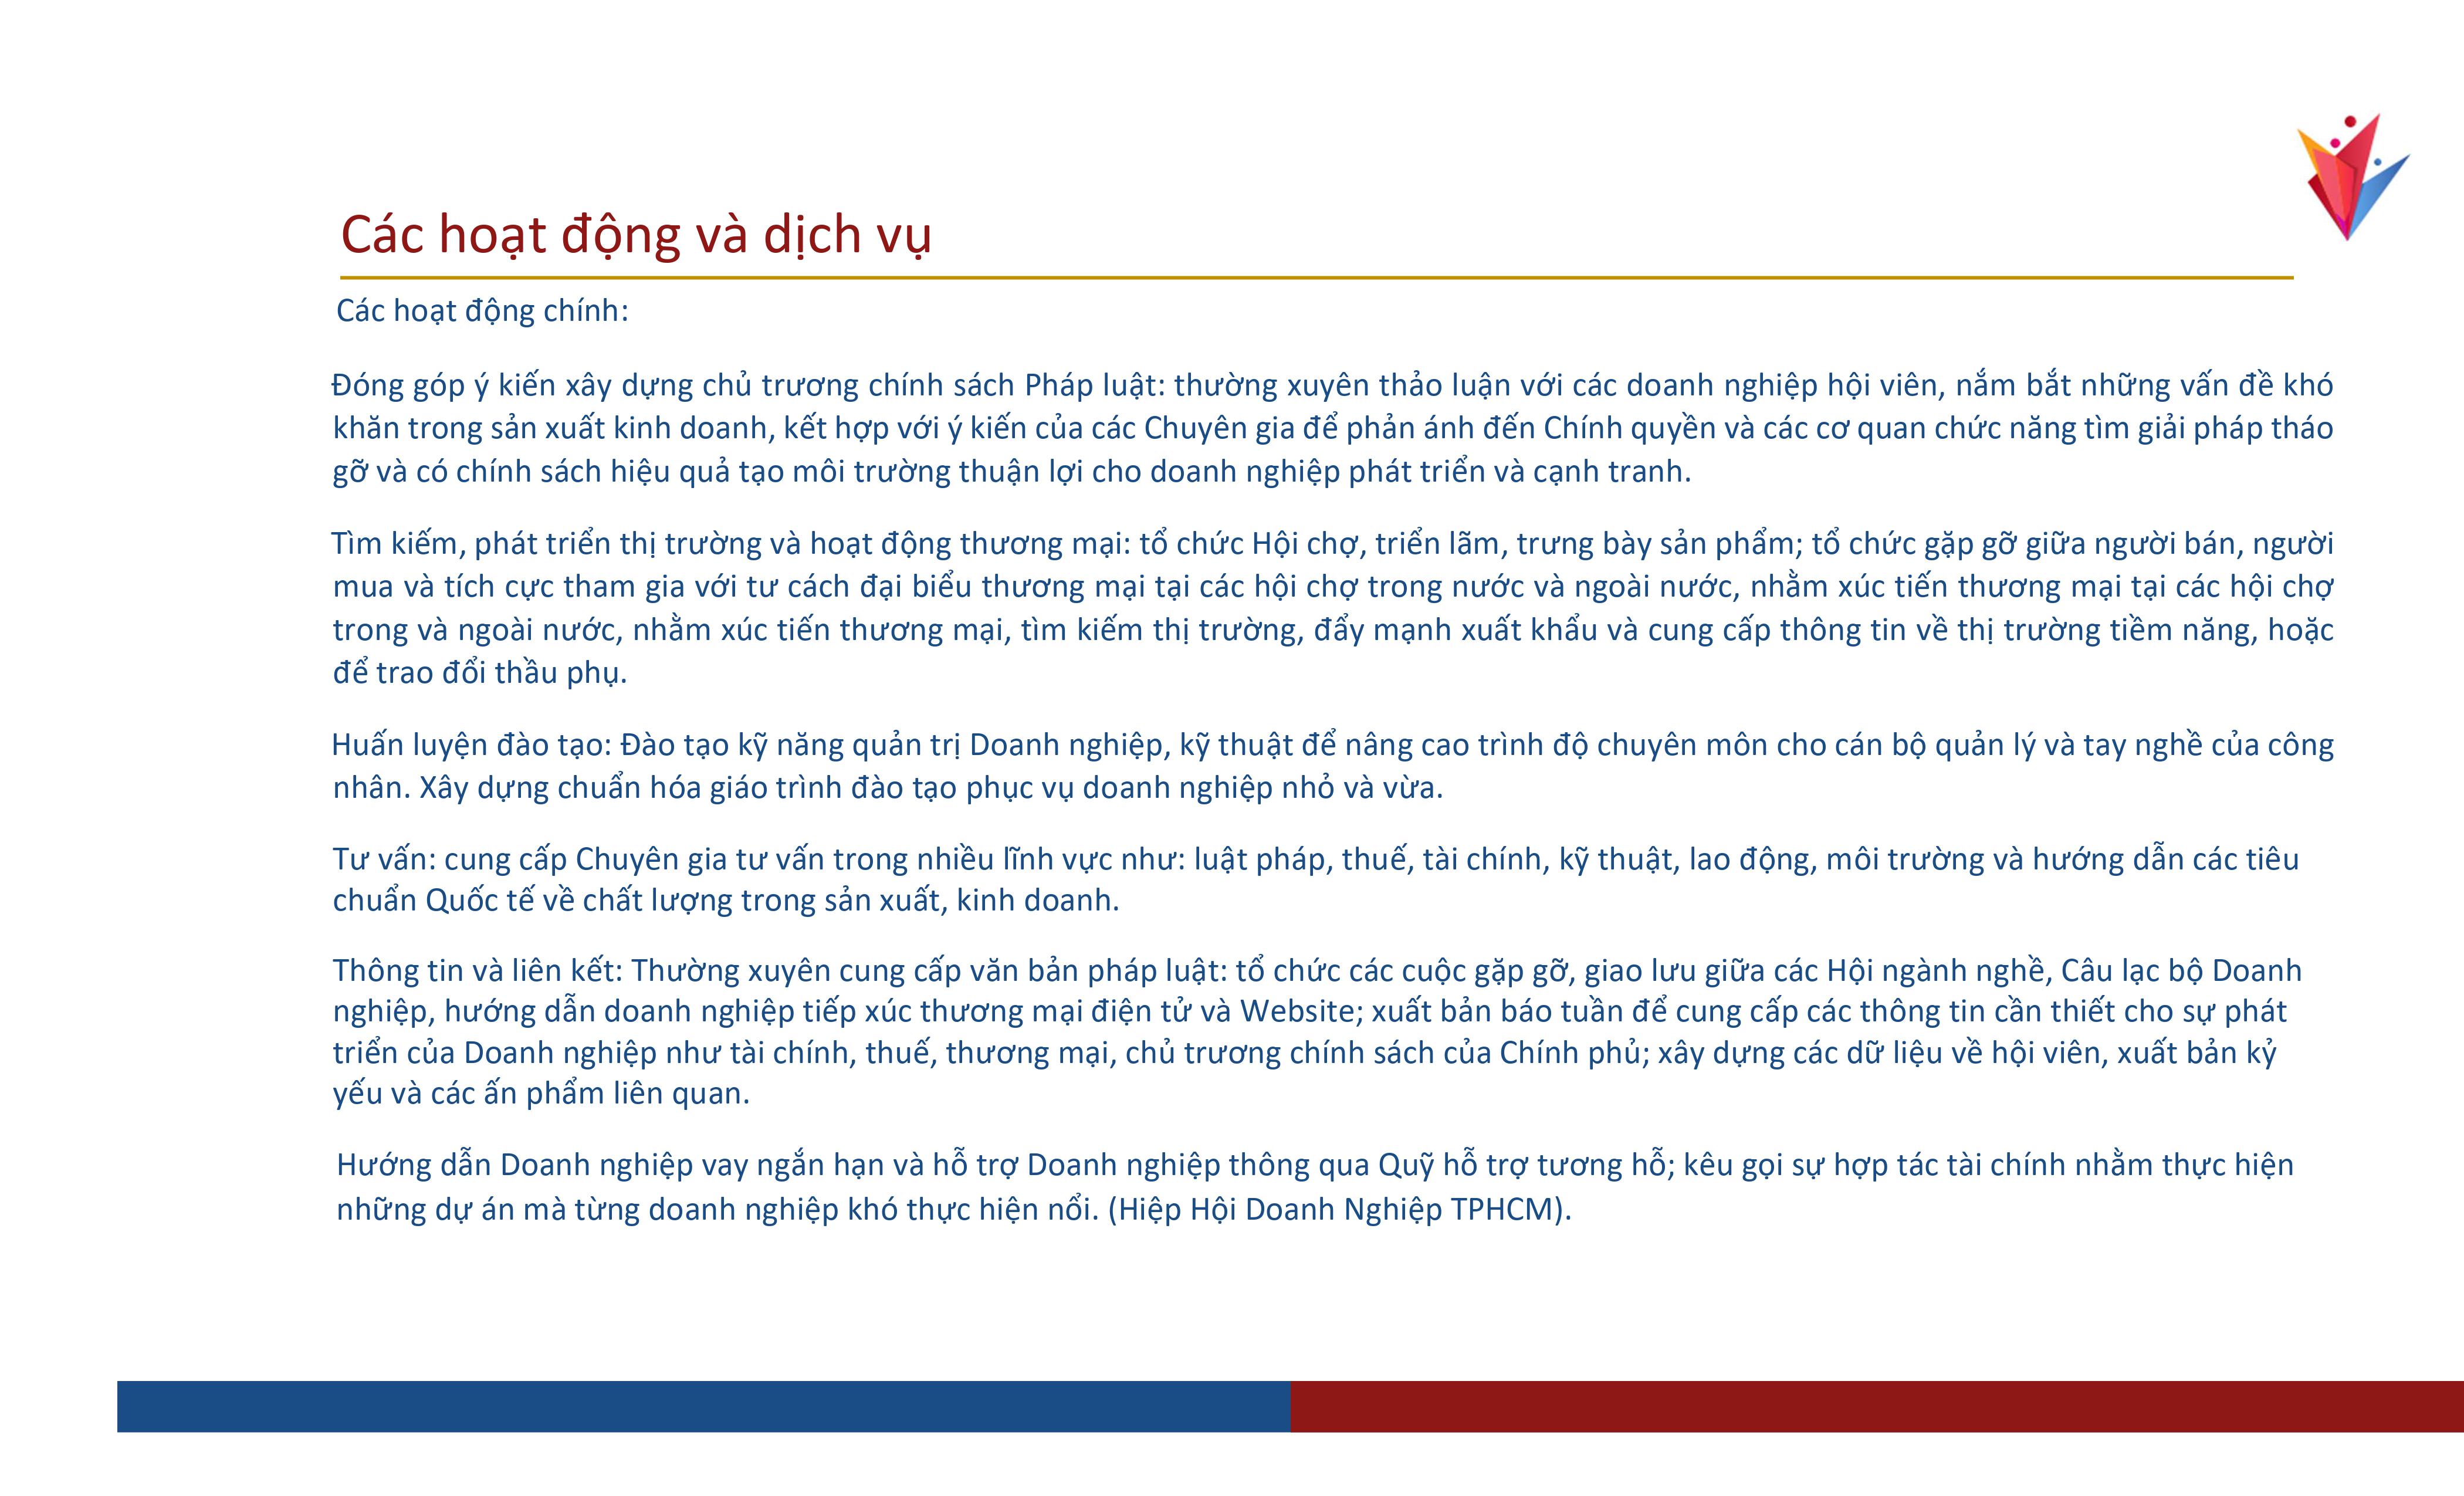 Các hoạt động và dịch vụ
Các hoạt động chính:
Đóng góp ý kiến xây dựng chủ trương chính sách Pháp luật: thường xuyên thảo luận với các doanh nghiệp hội viên, nắm bắt những vấn đề khó
khăn trong sản xuất kinh doanh, kết hợp với ý kiến của các Chuyên gia để phản ánh đến Chính quyền và các cơ quan chức năng tìm giải pháp tháo
gỡ và có chính sách hiệu quả tạo môi trường thuận lợi cho doanh nghiệp phát triển và cạnh tranh.
Tìm kiếm, phát triển thị trường và hoạt động thương mại: tổ chức Hội chợ, triển lãm, trưng bày sản phẩm; tổ chức gặp gỡ giữa người bán, người
mua và tích cực tham gia với tư cách đại biểu thương mại tại các hội chợ trong nước và ngoài nước, nhằm xúc tiến thương mại tại các hội chợ
trong và ngoài nước, nhằm xúc tiến thương mại, tìm kiếm thị trường, đẩy mạnh xuất khẩu và cung cấp thông tin về thị trường tiềm năng, hoặc
để trao đổi thầu phụ.
Huấn luyện đào tạo: Đào tạo kỹ năng quản trị Doanh nghiệp, kỹ thuật để nâng cao trình độ chuyên môn cho cán bộ quản lý và tay nghề của công
nhân. Xây dựng chuẩn hóa giáo trình đào tạo phục vụ doanh nghiệp nhỏ và vừa.
Tư vấn: cung cấp Chuyên gia tư vấn trong nhiều lĩnh vực như: luật pháp, thuế, tài chính, kỹ thuật, lao động, môi trường và hướng dẫn các tiêu
chuẩn Quốc tế về chất lượng trong sản xuất, kinh doanh.
Thông tin và liên kết: Thường xuyên cung cấp văn bản pháp luật: tổ chức các cuộc gặp gỡ, giao lưu giữa các Hội ngành nghề, Câu lạc bộ Doanh
nghiệp, hướng dẫn doanh nghiệp tiếp xúc thương mại điện tử và Website; xuất bản báo tuần để cung cấp các thông tin cần thiết cho sự phát
triển của Doanh nghiệp như tài chính, thuế, thương mại, chủ trương chính sách của Chính phủ; xây dựng các dữ liệu về hội viên, xuất bản kỷ
yếu và các ấn phẩm liên quan.
Hướng dẫn Doanh nghiệp vay ngắn hạn và hỗ trợ Doanh nghiệp thông qua Quỹ hỗ trợ tương hỗ; kêu gọi sự hợp tác tài chính nhằm thực hiện
những dự án mà từng doanh nghiệp khó thực hiện nổi. (Hiệp Hội Doanh Nghiệp TPHCM).